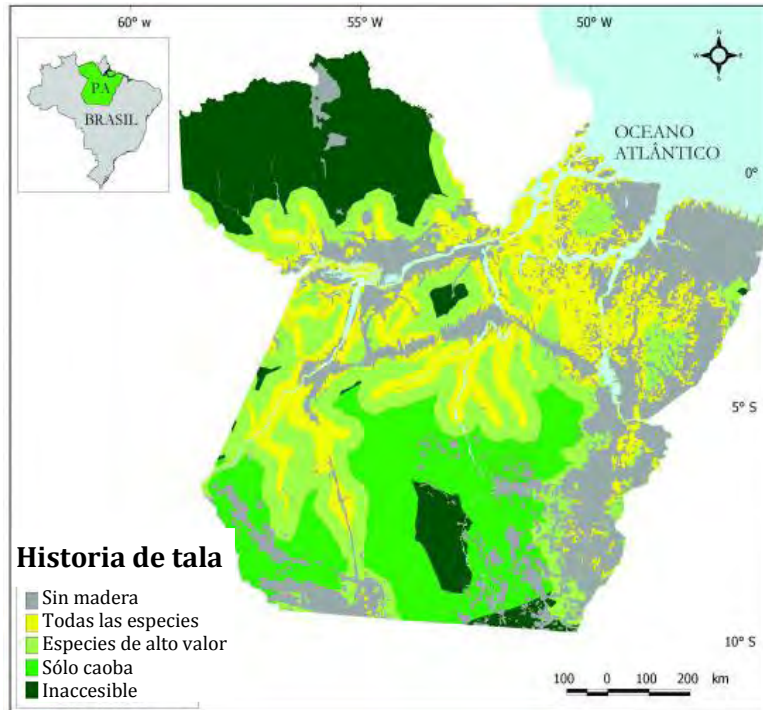 60° w
55° W
50° W
N
W
E
S
PA
BRASIL
OCEANO
ATLÂNTICO
0°
5° S
10° S
Historia de tala
Sin madera
Todas las especies
Especies de alto valor
Sólo caoba
Inaccesible
100 0 100 200 km